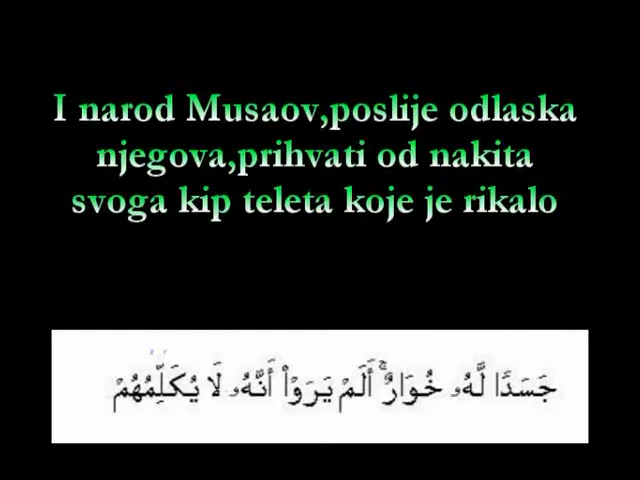 I narod Musaov,poslije odlaska
njegova,prihvati od nakita
svoga kip teleta koje je rikalo
جَسَدًا لَّهُۥ خُوَارٌ ۚ أَلَمْ يَرَوْا۟ أَنَّهُۥ لَا يُكَلِّمُهُمْ